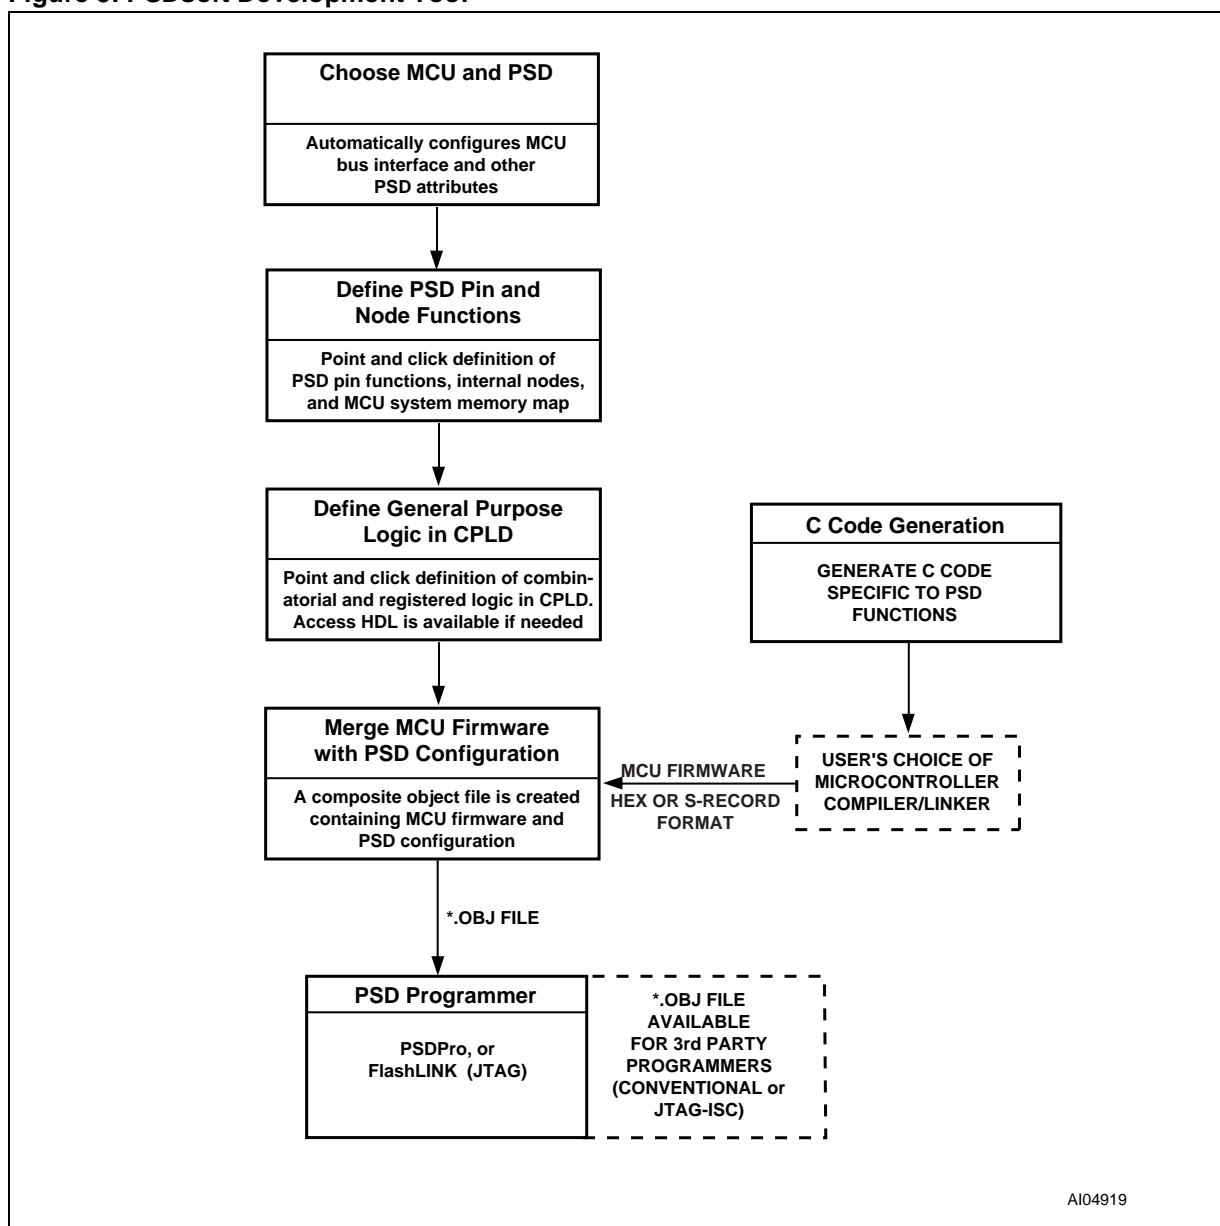 Figure 3. PSDsoft Development Tool
Choose MCU and PSD
Automatically configures MCU
bus interface and other
PSD attributes
Define PSD Pin and
Node Functions
Point and click definition of
PSD pin functions, internal nodes,
and MCU system memory map
Define General Purpose
Logic in CPLD
Point and click definition of combin-
atorial and registered logic in CPLD.
Access HDL is available if needed
C Code Generation
GENERATE C CODE
SPECIFIC TO PSD
FUNCTIONS
Merge MCU Firmware
with PSD Configuration
A composite object file is created
containing MCU firmware and
PSD configuration
MCU FIRMWARE
HEX OR S-RECORD
FORMAT
USER'S CHOICE OF
MICROCONTROLLER
COMPILER/LINKER
*.OBJ FILE
PSD Programmer
PSDPro, or
FlashLINK (JTAG)
*.OBJ FILE
AVAILABLE
FOR 3rd PARTY
PROGRAMMERS
(CONVENTIONAL or
JTAG-ISC)
AI04919